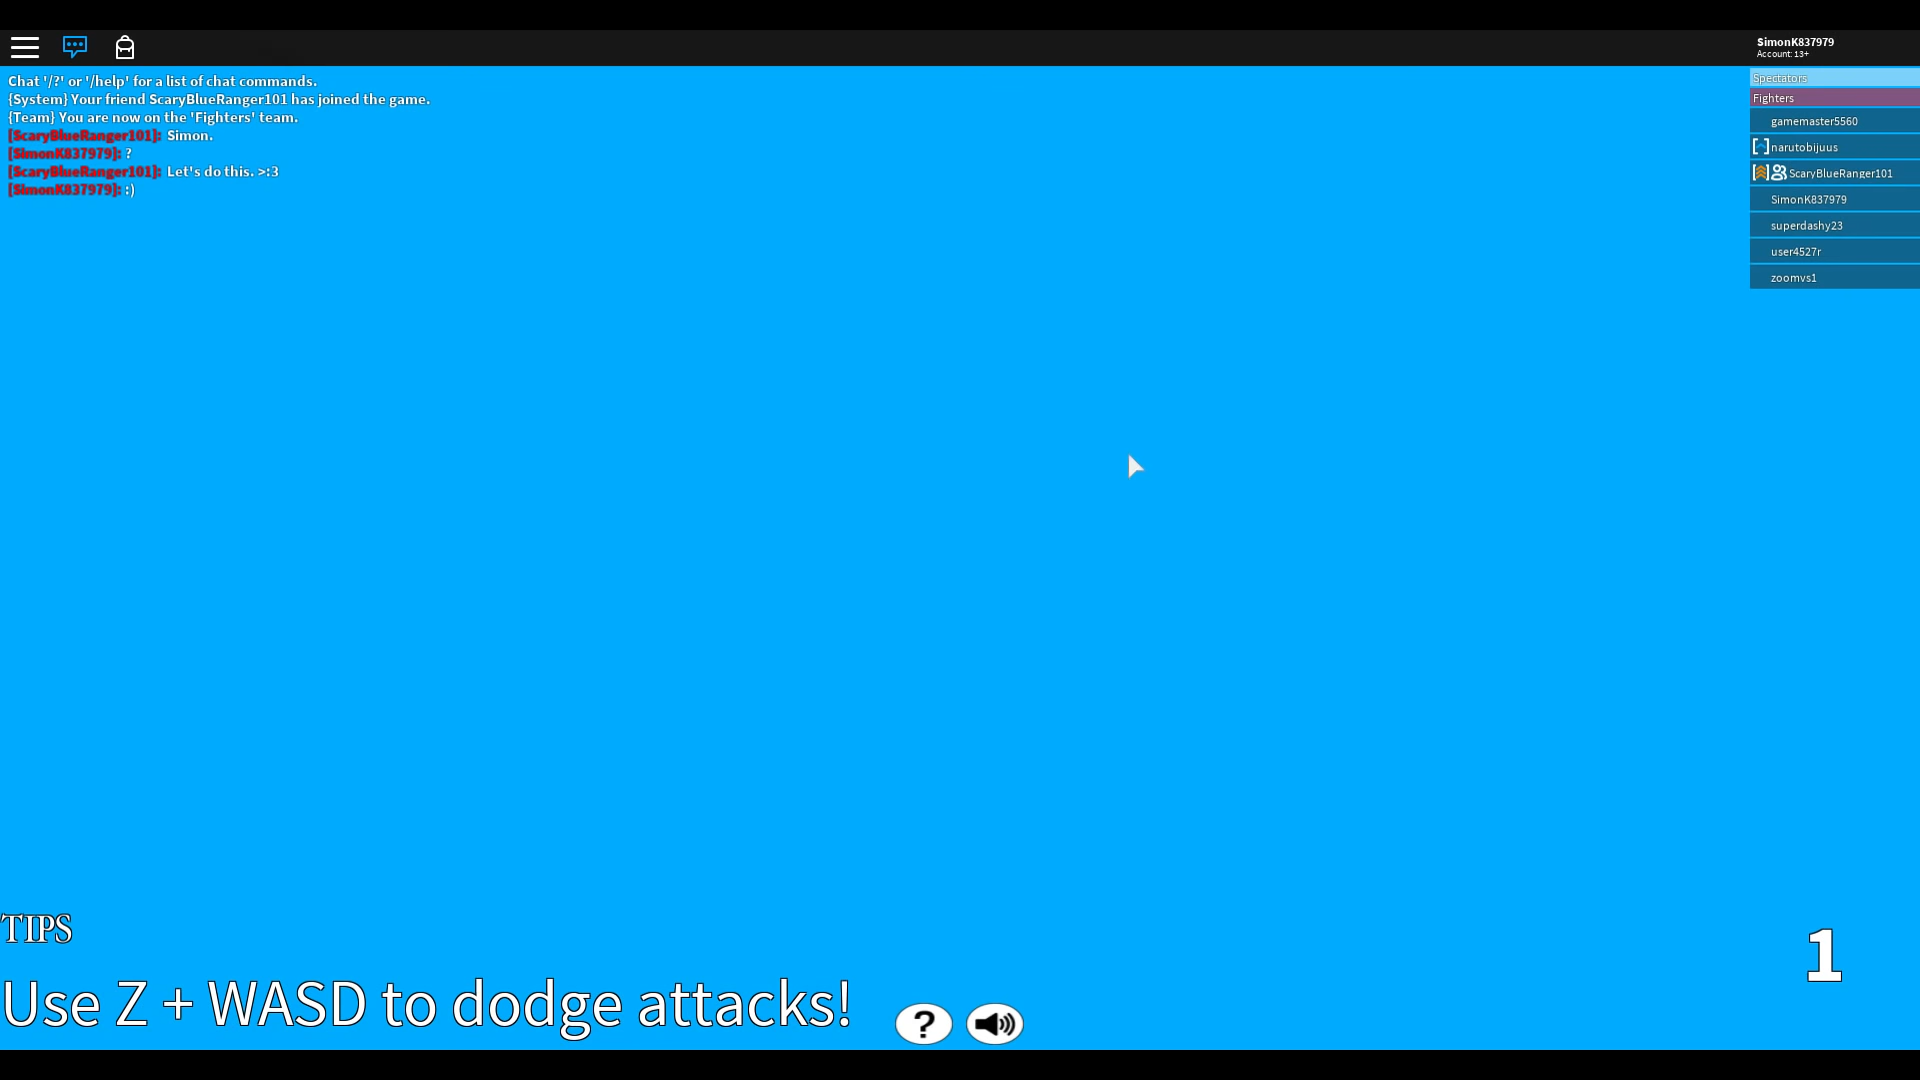 SimonK837979
Account: 13+
Chat '/?' or '/help' for a list of chat commands.
{System} Your friend ScaryBlueRanger101 has joined the game.
{Team} You are now on the 'Fighters' team.
[ScaryBlueRanger101]: Simon.
[SimonK837979]: ?
[ScaryBlueRanger101]: Let's do this. >:3
[SimonK837979]: :)
Spectators
Fighters
gamemaster5560
narutobijuus
ScaryBlueRanger101
SimonK837979
superdashy23
user4527r
zoomvs1
TIPS
Use Z + WASD to dodge attacks!
?
1